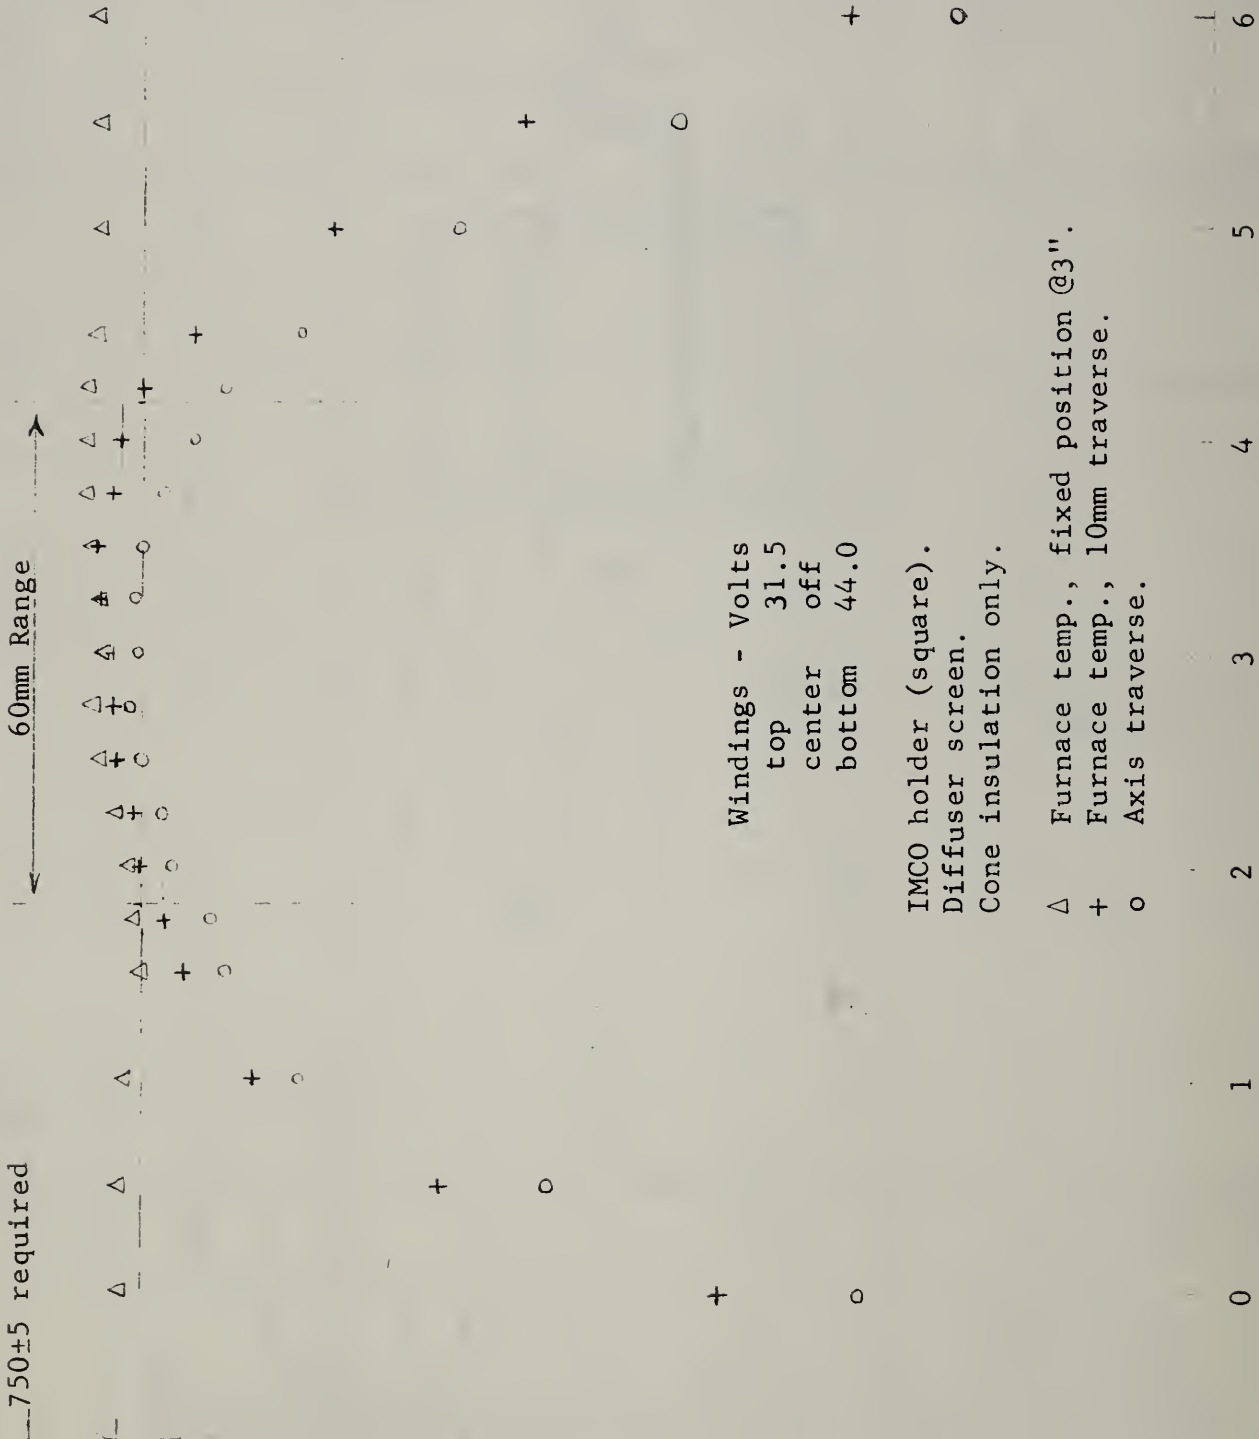 750±5 required
60mm Range
Windings - Volts
top 31.5
center off
bottom 44.0
IMCO holder (square).
Diffuser screen.
Cone insulation only.
Δ Furnace temp., fixed position @3".
+ Furnace temp., 10mm traverse.
o Axis traverse.
0 1 2 3 4 5 6